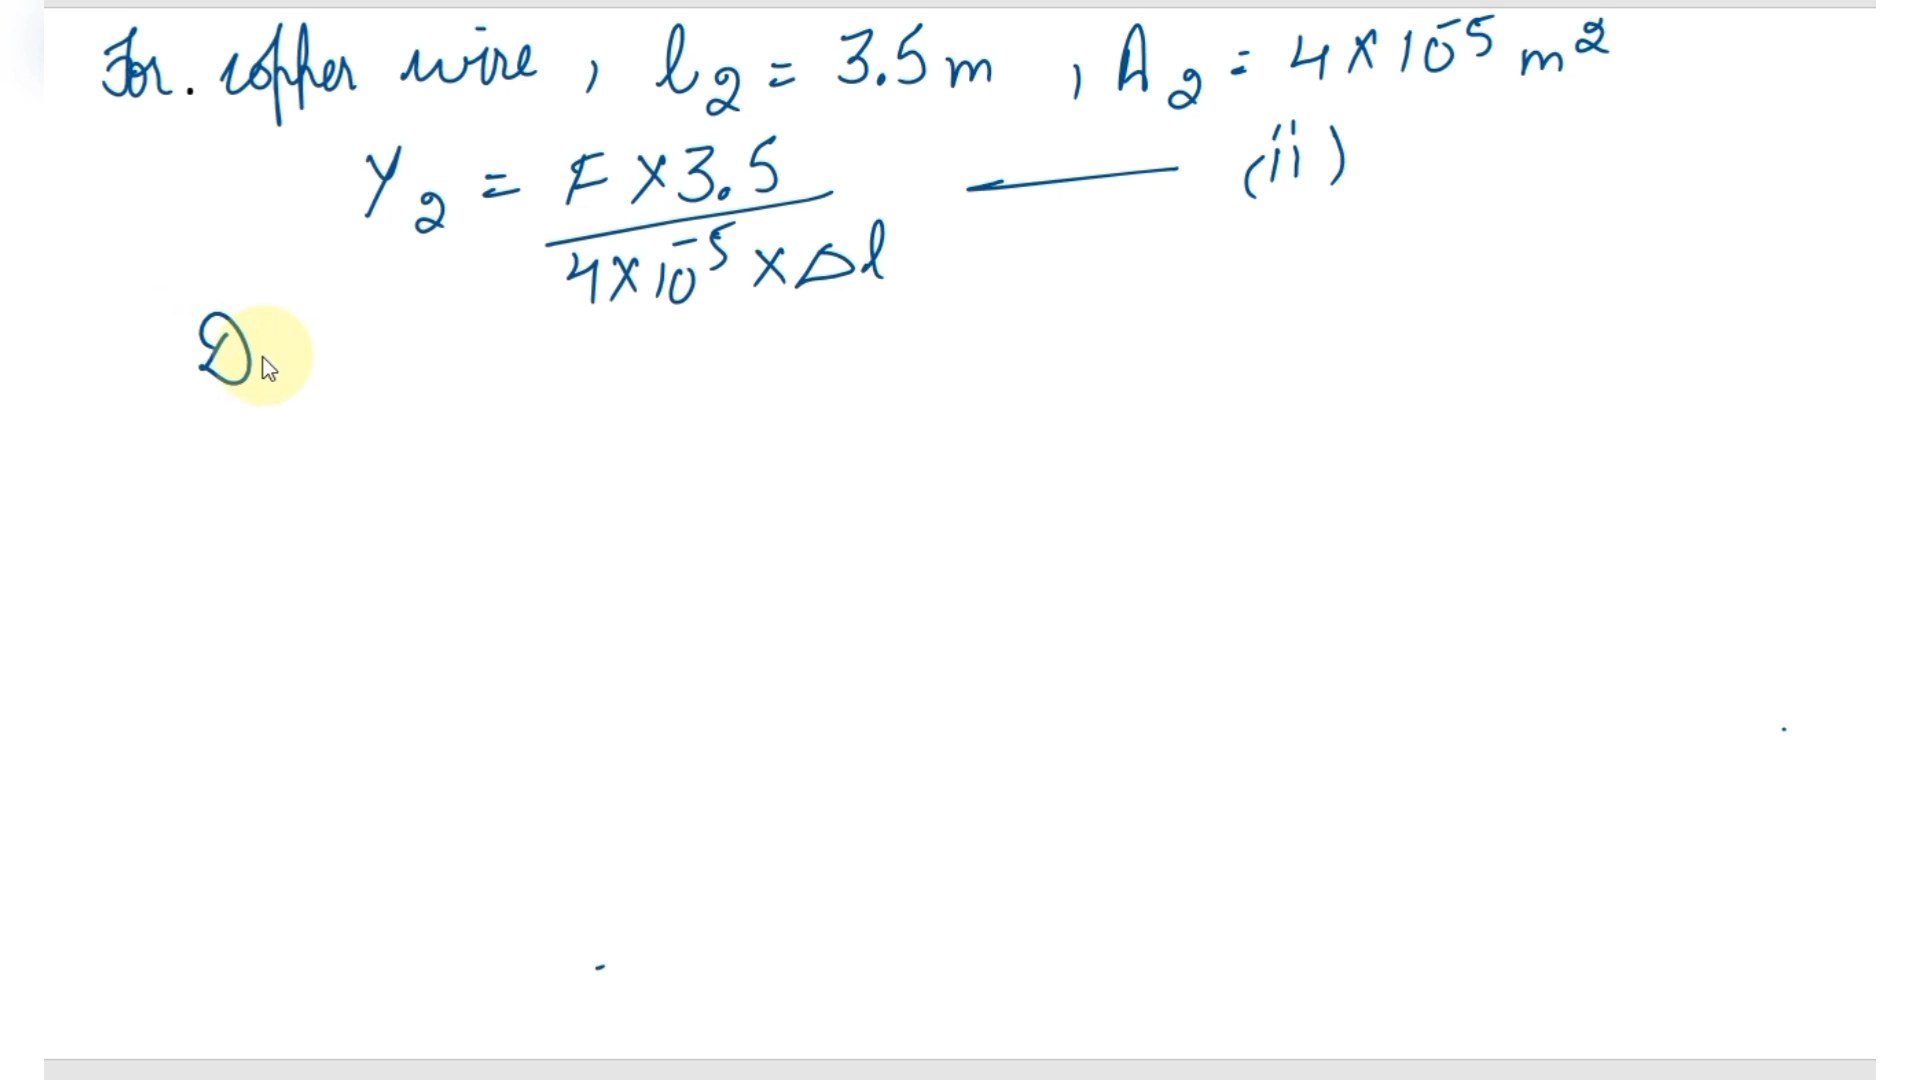 For. copper wire, l₂ = 3.5 m, A₂ = 4 × 10⁻⁵ m²
Y₂ = F × 3.5 / 4 × 10⁻⁵ × Δl —— (ii)
D